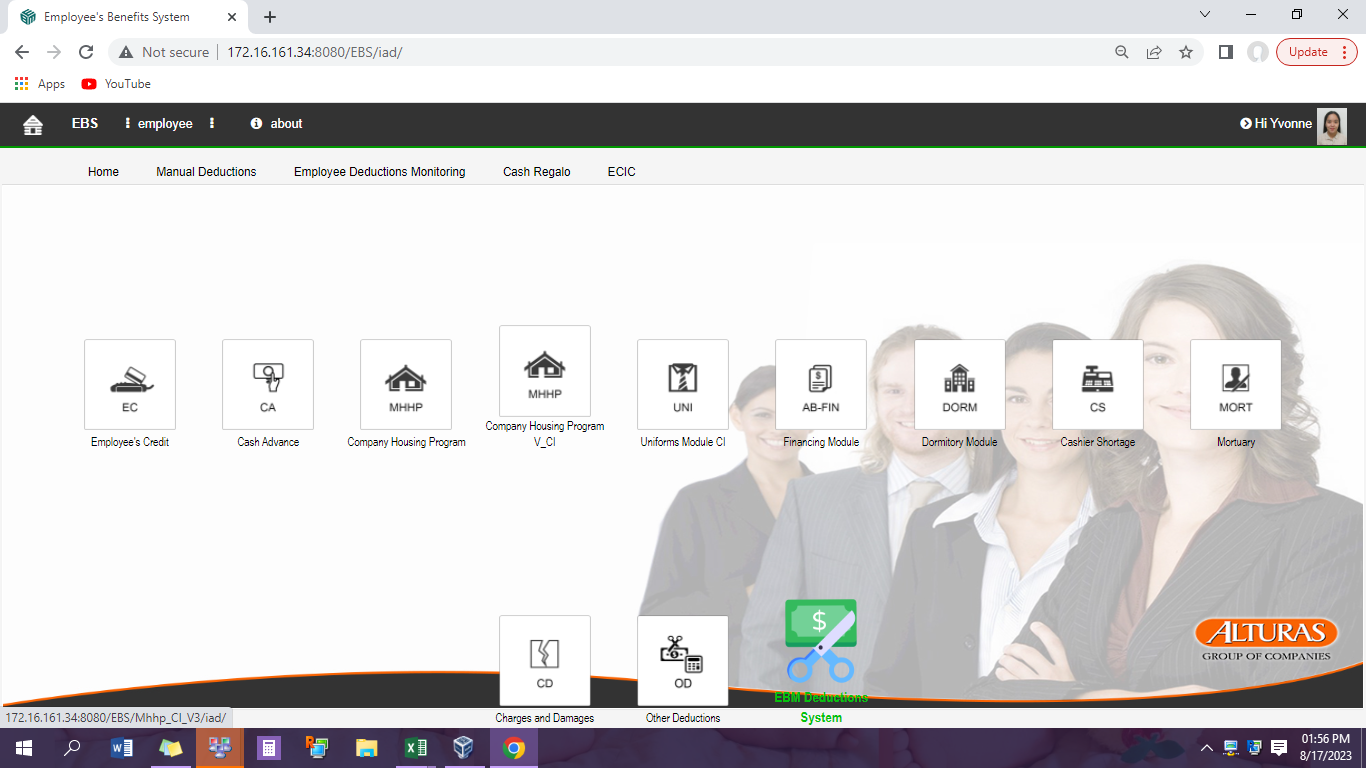 Employee's Benefits System
Not secure
172.16.161.34:8080/EBS/iad/
Update
Apps
YouTube
EBS
employee
about
Hi Yvonne
Home
Manual Deductions
Employee Deductions Monitoring
Cash Regalo
ECIC
EC
Employee's Credit
CA
Cash Advance
MHHP
Company Housing Program
MHHP
Company Housing Program
V_CI
UNI
Uniforms Module CI
AB-FIN
Financing Module
DORM
Dormitory Module
CS
Cashier Shortage
MORT
Mortuary
CD
Charges and Damages
OD
Other Deductions
$
EBM Deductions
System
ALTURAS
GROUP OF COMPANIES
172.16.161.34:8080/EBS/Mhhp_CI_V3/iad/
01:56 PM
8/17/2023